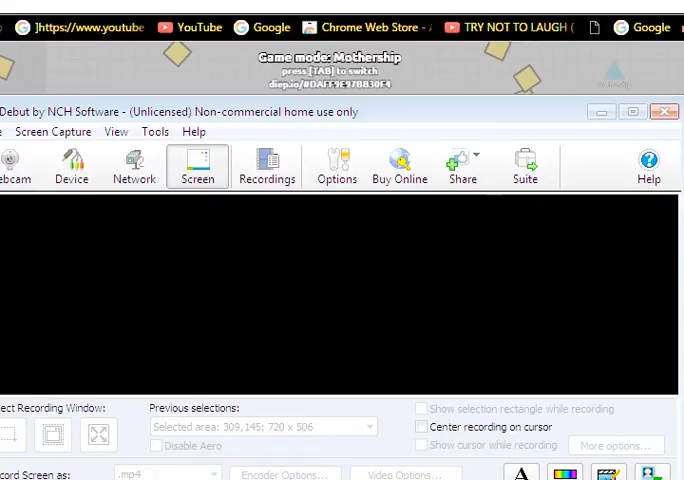 ]https://www.youtube YouTube Google Chrome Web Store - TRY NOT TO LAUGH ( Google
Game mode: Mothership
press [TAB] to switch
Debut by NCH Software - (Unlicensed) Non-commercial home use only
Screen Capture View Tools Help
ebcam Device Network Screen Recordings Options Buy Online Share Suite Help
ect Recording Window: Previous selections: Show selection rectangle while recording
Selected area: 309,145; 720 x 506 Center recording on cursor
Disable Aero Show cursor while recording More options...
cord Screen as: .mp4 Encoder Options... Video Options... A